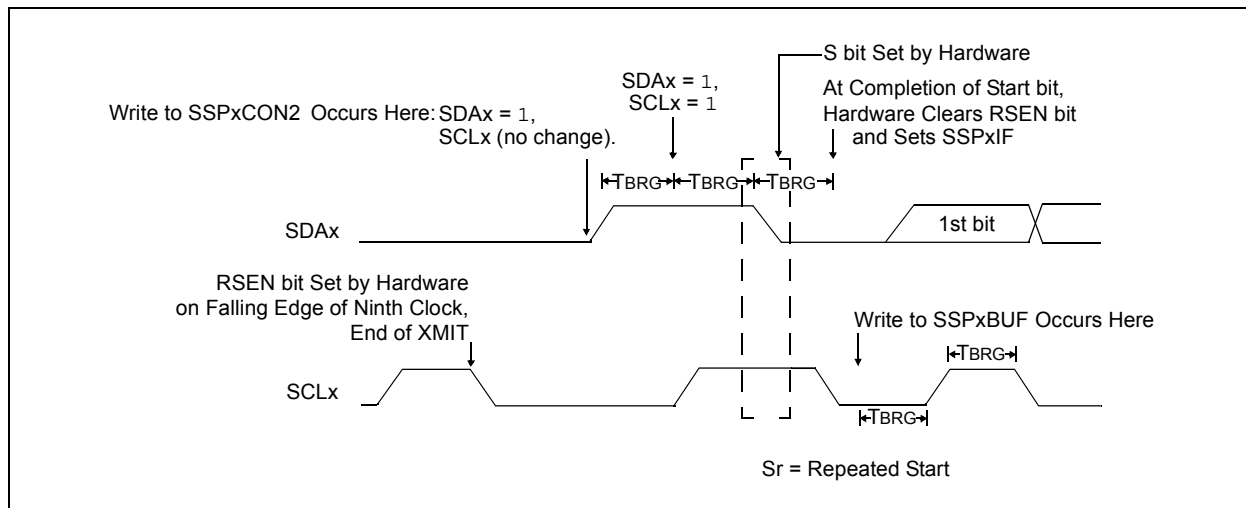 S bit Set by Hardware
SDAx = 1,
SCLx = 1
At Completion of Start bit,
Hardware Clears RSEN bit
and Sets SSPxIF
Write to SSPxCON2 Occurs Here: SDAx = 1,
SCLx (no change).
TBRG
TBRG
TBRG
SDAx
1st bit
RSEN bit Set by Hardware
on Falling Edge of Ninth Clock,
End of XMIT
Write to SSPxBUF Occurs Here
TBRG
SCLx
TBRG
Sr = Repeated Start